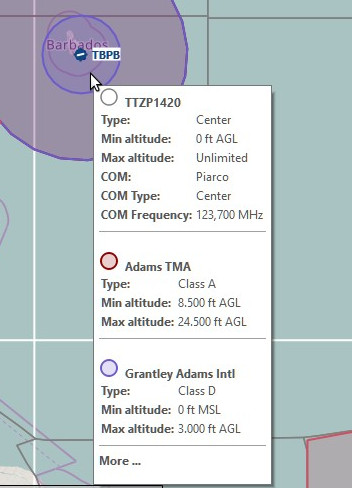 Barbados
TBPB
TTZP1420
Type: Center
Min altitude: 0 ft AGL
Max altitude: Unlimited
COM: Piarco
COM Type: Center
COM Frequency: 123,700 MHz
Adams TMA
Type: Class A
Min altitude: 8.500 ft AGL
Max altitude: 24.500 ft AGL
Grantley Adams Intl
Type: Class D
Min altitude: 0 ft MSL
Max altitude: 3.000 ft AGL
More ...